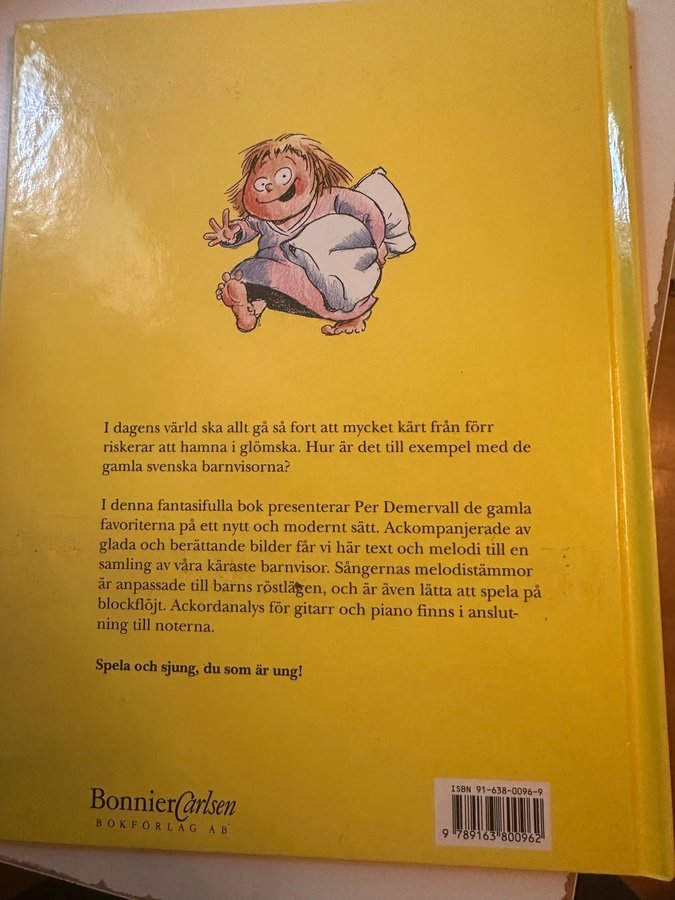 I dagens värld ska allt gå så fort att mycket kärt från förr
riskerar att hamna i glömska. Hur är det till exempel med de
gamla svenska barnvisorna?
I denna fantasifulla bok presenterar Per Demervall de gamla
favoriterna på ett nytt och modernt sätt. Ackompanjerade av
glada och berättande bilder får vi här text och melodi till en
samling av våra käraste barnvisor. Sångernas melodistämmor
är anpassade till barns röstlägen, och är även lätta att spela på
blockflöjt. Ackordanalys för gitarr och piano finns i anslut-
ning till noterna.
Spela och sjung, du som är ung!
BonnierCarlsen
BOKFÖRLAG AB
ISBN 91-638-0096-9
9 789163 800962